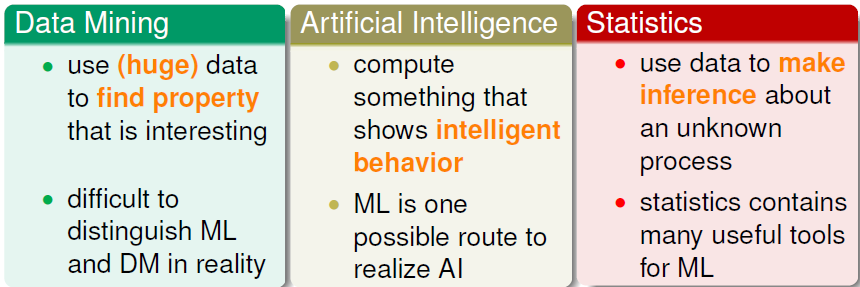 Data Mining
• use (huge) data
to find property
that is interesting
• difficult to
distinguish ML
and DM in reality
Artificial Intelligence
• compute
something that
shows intelligent
behavior
• ML is one
possible route to
realize AI
Statistics
• use data to make
inference about
an unknown
process
• statistics contains
many useful tools
for ML